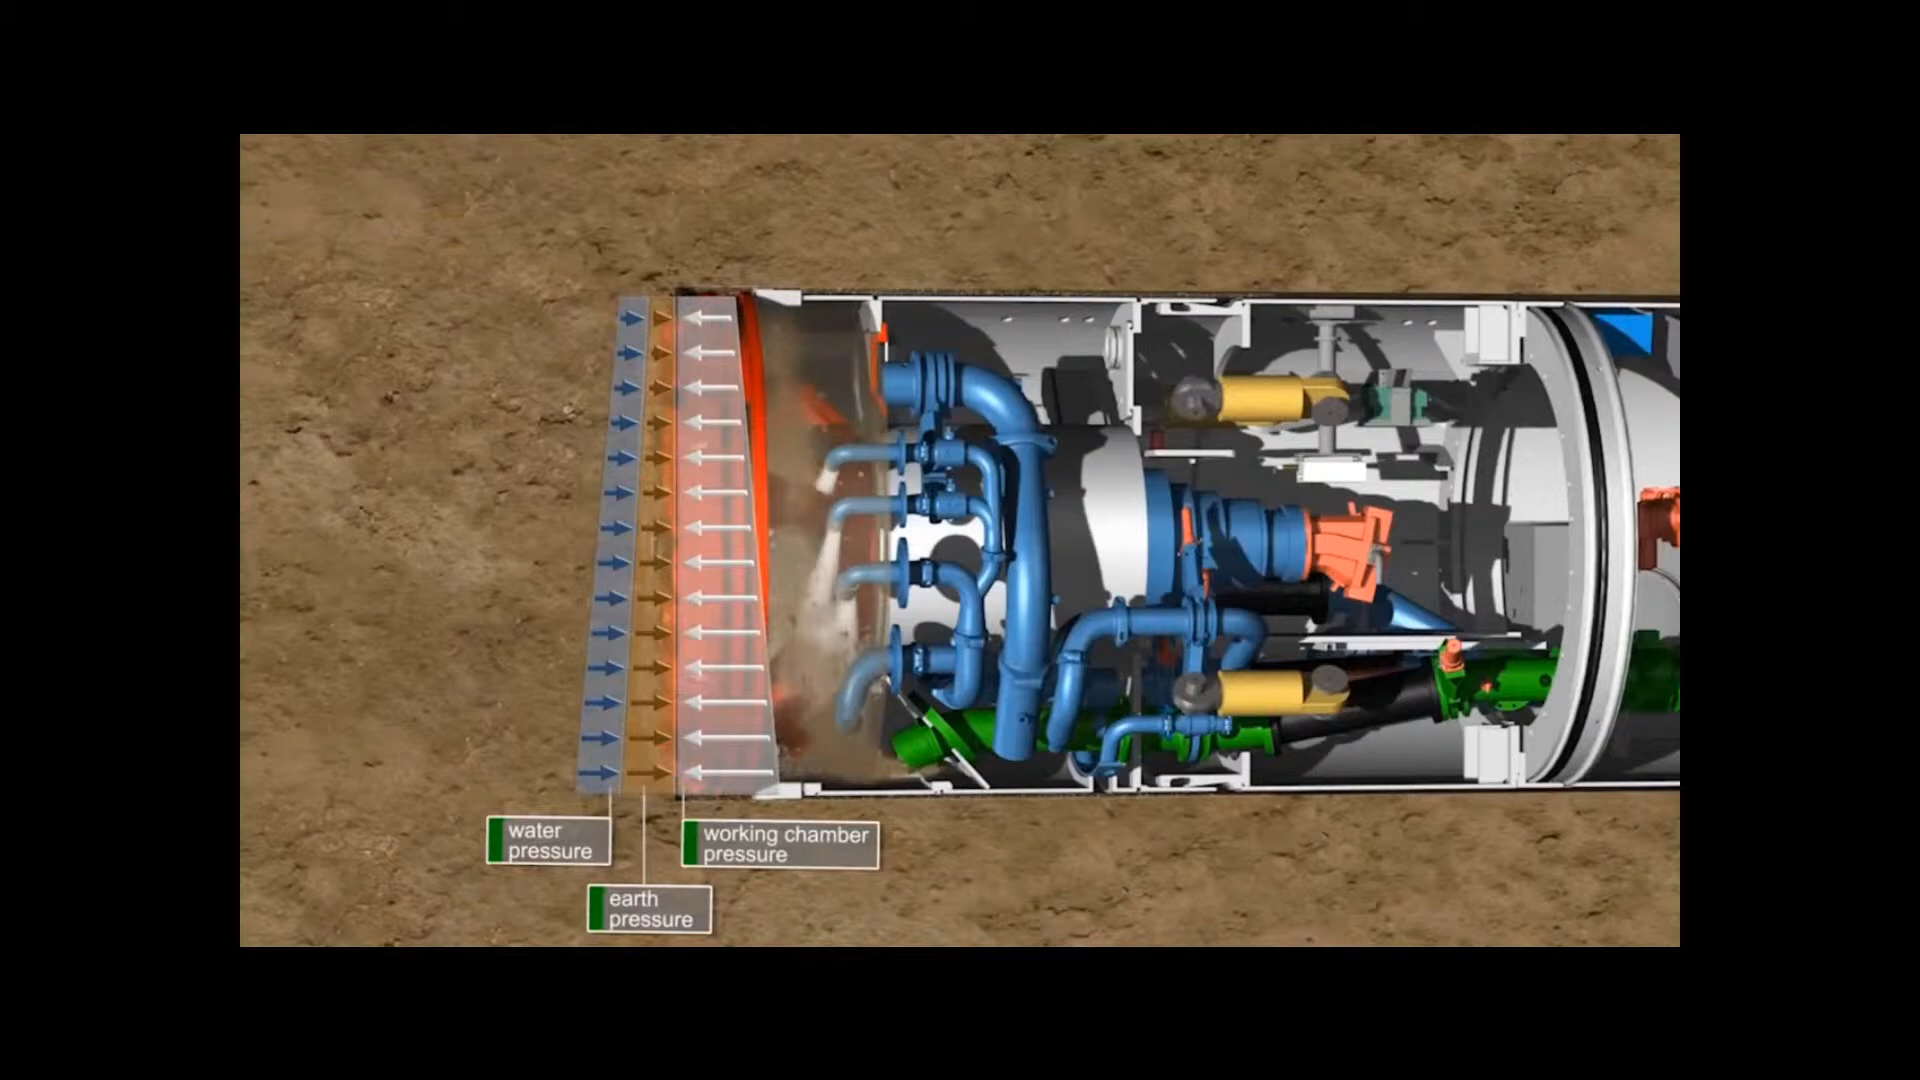 water
pressure
working chamber
pressure
earth
pressure